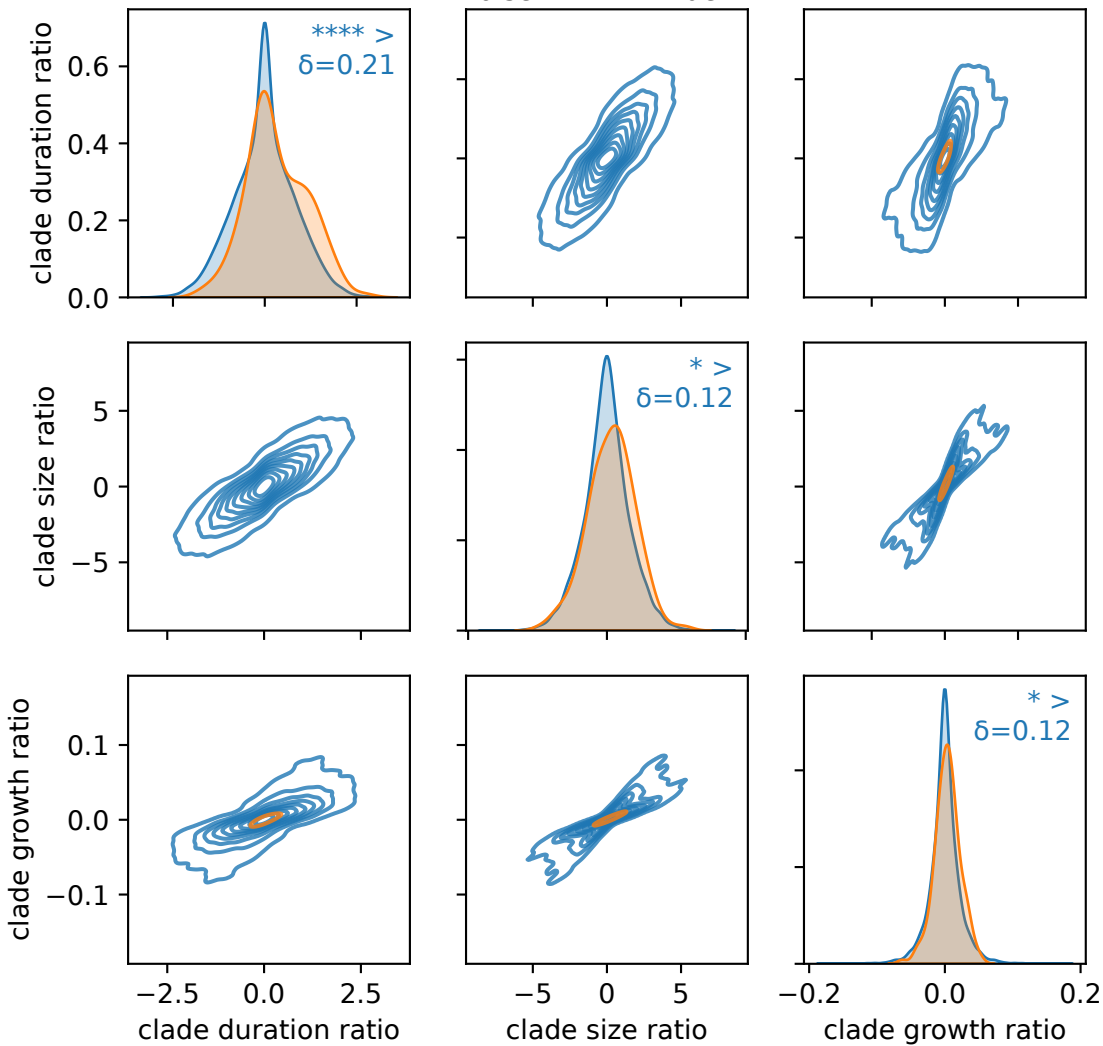 clade duration ratio
0.6
0.4
0.2
0.0
**** >
δ=0.21
clade size ratio
5
0
−5
* >
δ=0.12
clade growth ratio
0.1
0.0
−0.1
* >
δ=0.12
−2.5 0.0 2.5
−5 0 5
−0.2 0.0 0.2
clade duration ratio
clade size ratio
clade growth ratio